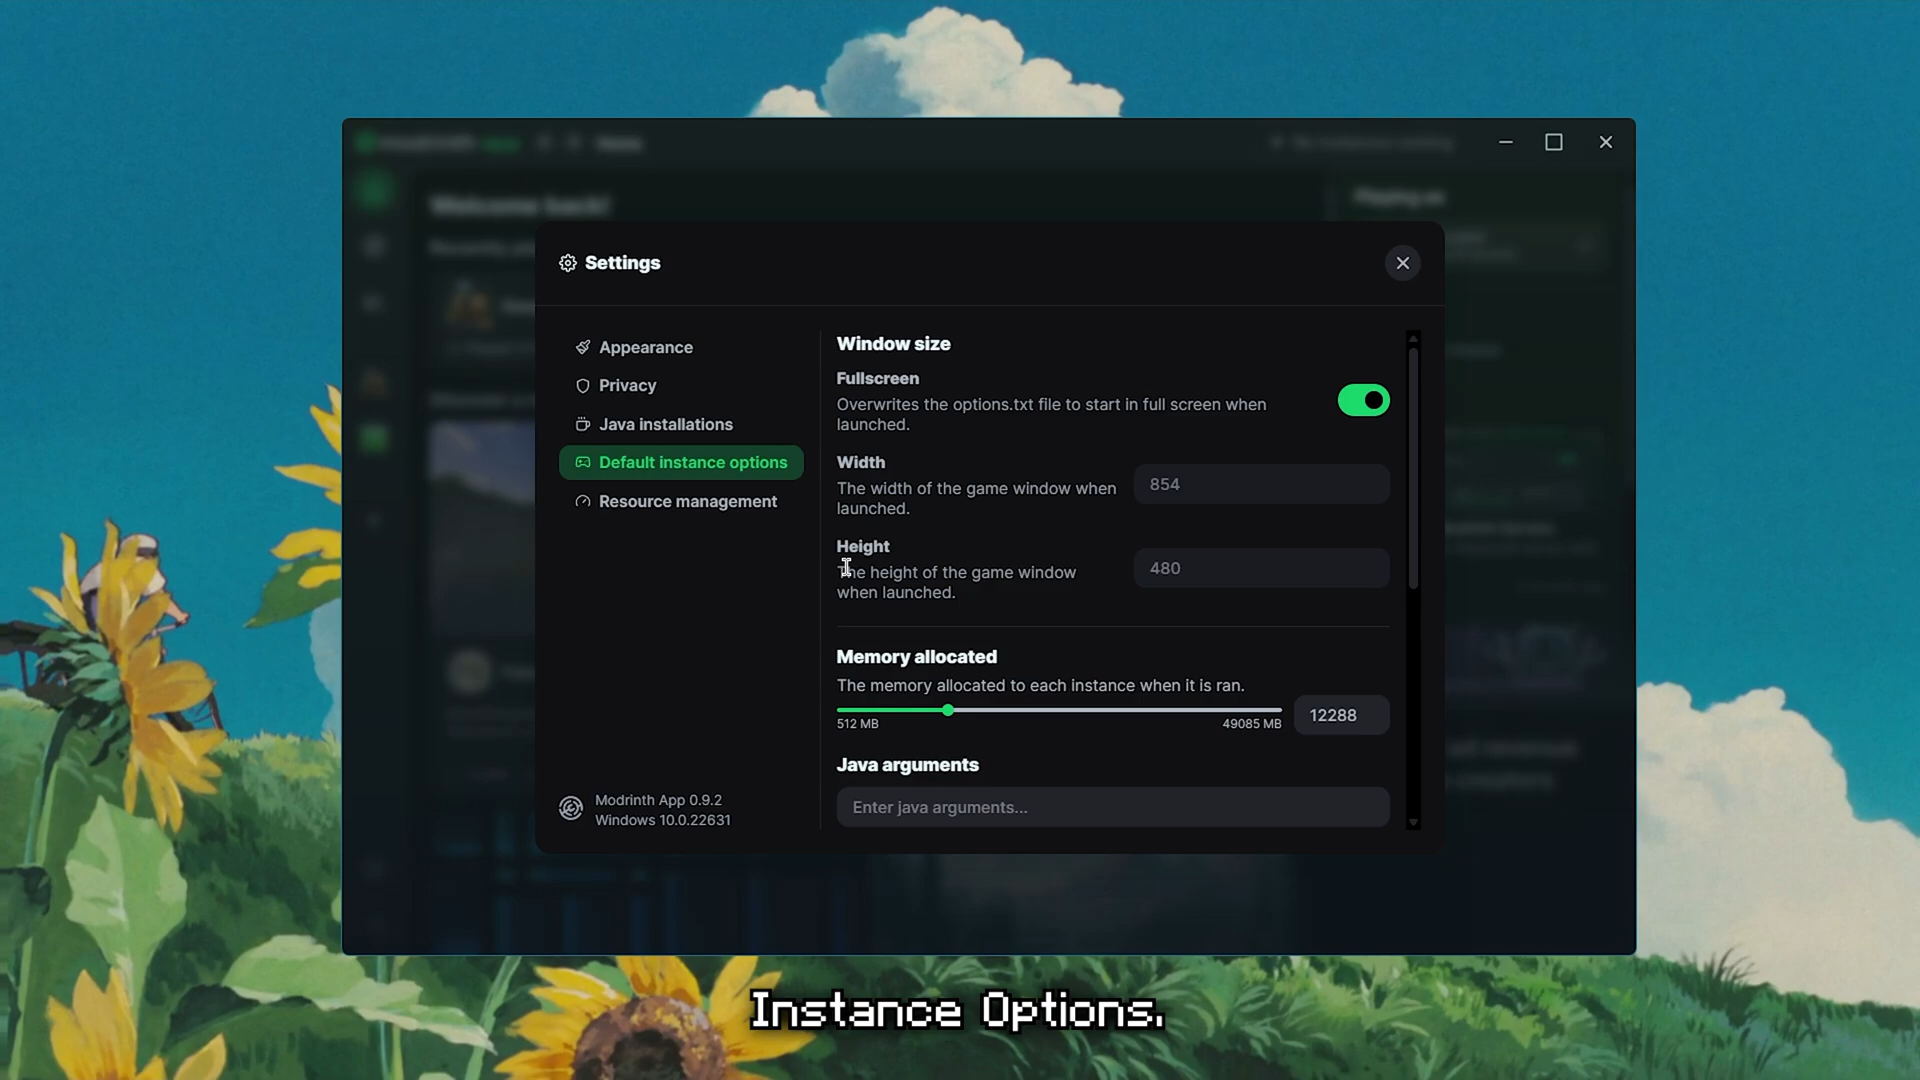 Welcome back!
Settings
Appearance
Privacy
Java installations
Default instance options
Resource management
Modrinth App 0.9.2
Windows 10.0.22631
Window size
Fullscreen
Overwrites the options.txt file to start in full screen when
launched.
Width
The width of the game window when
launched.
854
Height
The height of the game window
when launched.
480
Memory allocated
The memory allocated to each instance when it is ran.
512 MB
49085 MB
12288
Java arguments
Enter java arguments...
Instance Options.